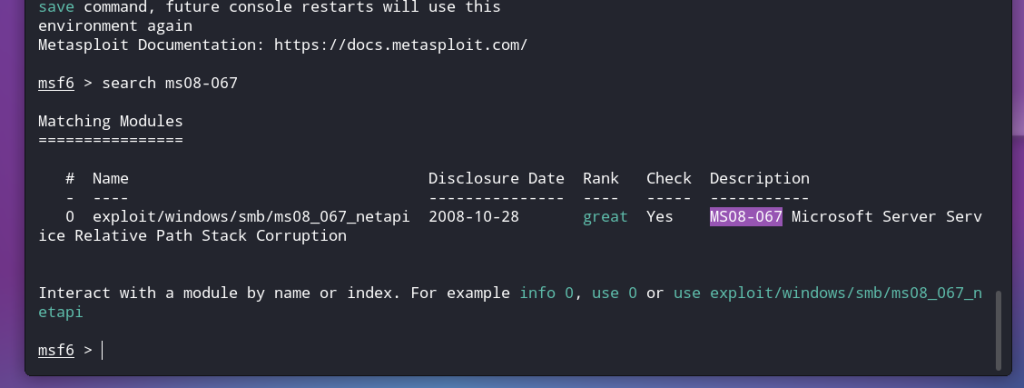 save command, future console restarts will use this
environment again
Metasploit Documentation: https://docs.metasploit.com/
msf6 > search ms08-067
Matching Modules
================
#  Name                                 Disclosure Date  Rank   Check  Description
-  ----                                 ---------------  ----   -----  -----------
0  exploit/windows/smb/ms08_067_netapi  2008-10-28       great  Yes    MS08-067 Microsoft Server Serv
ice Relative Path Stack Corruption
Interact with a module by name or index. For example info 0, use 0 or use exploit/windows/smb/ms08_067_n
etapi
msf6 >